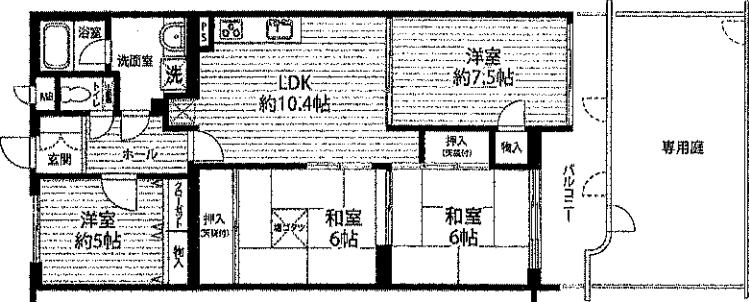 浴室
洗面室
PS
洋室
約7.5帖
洗
LDK
約10.4帖
MB
トイレ
玄関
ホール
押入
(天袋付)
物入
バルコニー
専用庭
洋室
約5帖
クローゼット
物入
押入
(天袋付)
掘コタツ
和室
6帖
和室
6帖